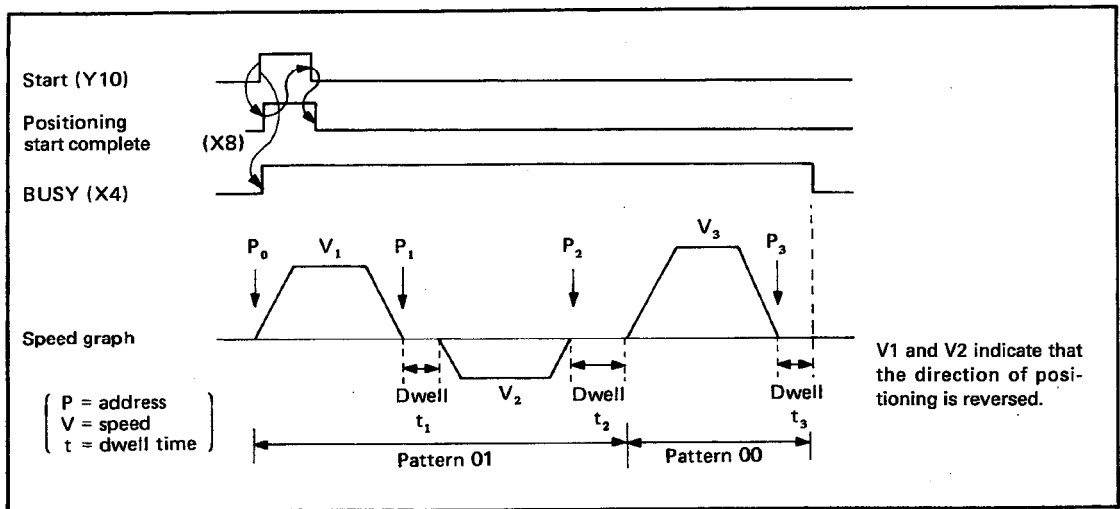 Start (Y10)
Positioning
start complete (X8)
BUSY (X4)
P₀ V₁ P₁ P₂ V₃ P₃
Speed graph
V1 and V2 indicate that
the direction of posi-
tioning is reversed.
P = address
V = speed
t = dwell time
Dwell
t₁
V₂
Dwell
t₂
Dwell
t₃
Pattern 01
Pattern 00